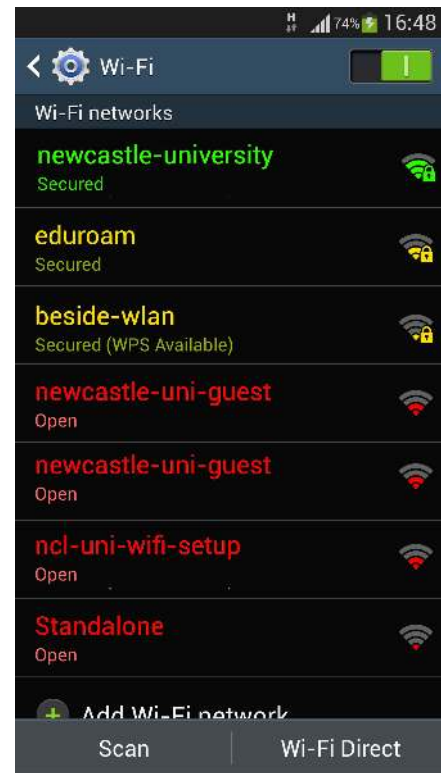 H 74% 16:48
Wi-Fi
Wi-Fi networks
newcastle-university
Secured
eduroam
Secured
beside-wlan
Secured (WPS Available)
newcastle-uni-guest
Open
newcastle-uni-guest
Open
ncl-uni-wifi-setup
Open
Standalone
Open
Add Wi-Fi network
Scan Wi-Fi Direct